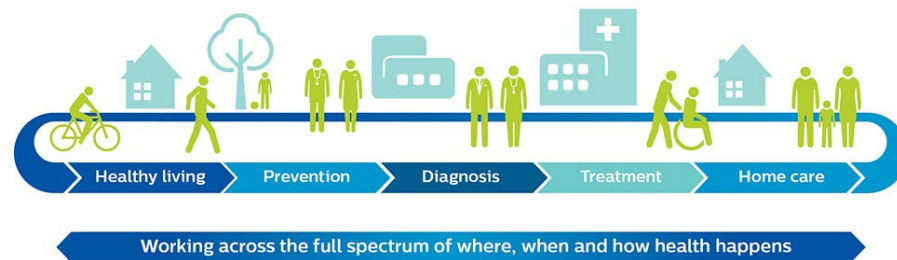 Healthy living
Prevention
Diagnosis
Treatment
Home care
Working across the full spectrum of where, when and how health happens